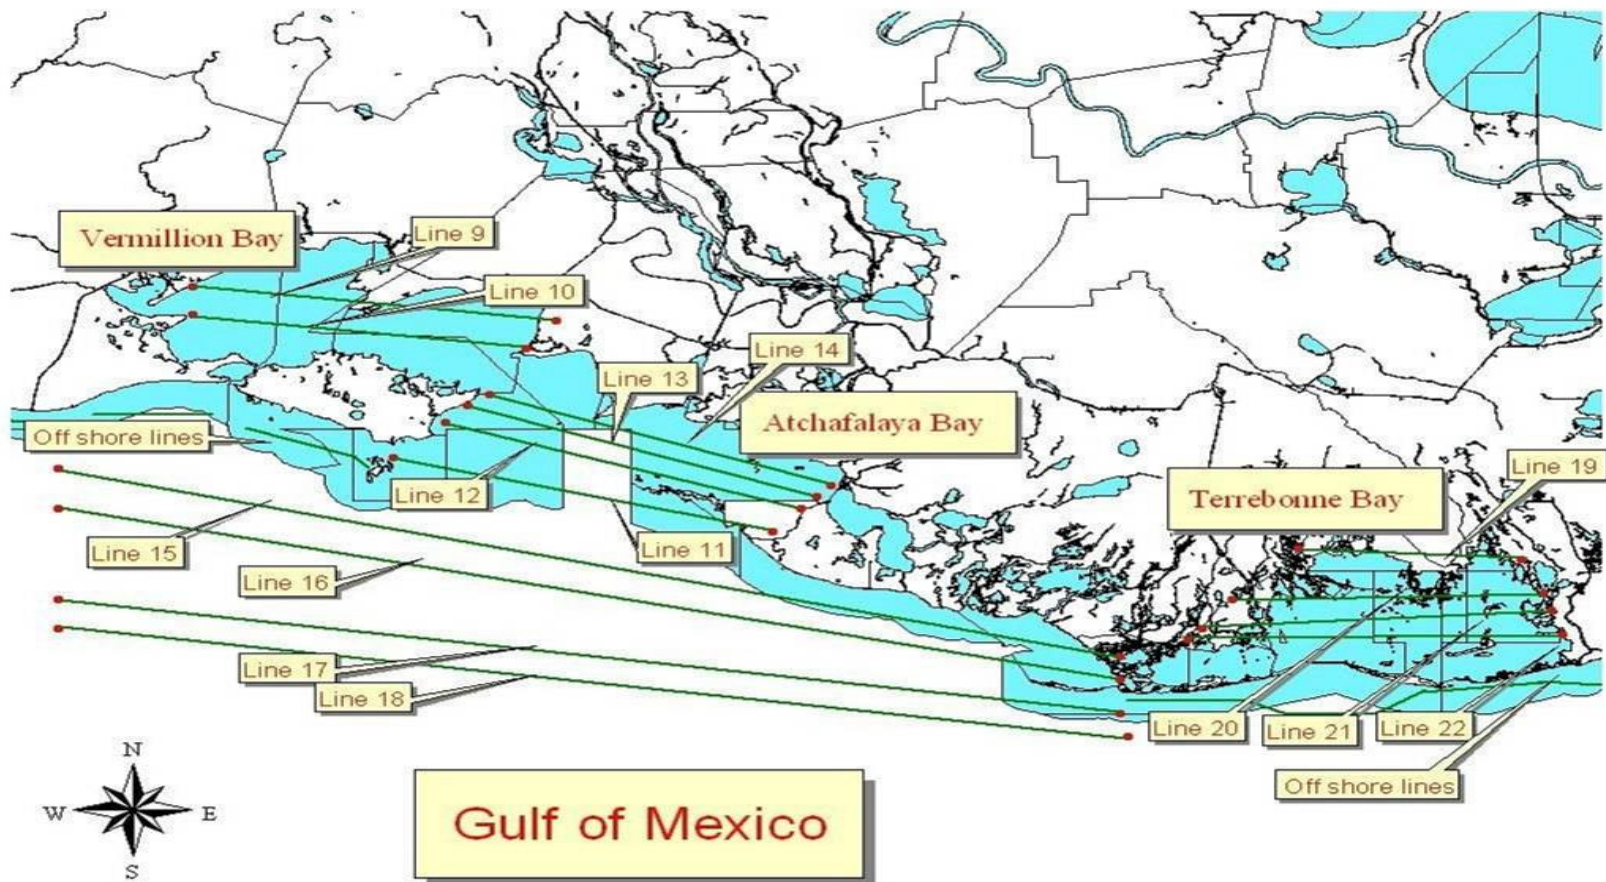 Vermillion Bay
Line 9
Line 10
Line 14
Line 13
Atchafalaya Bay
Off shore lines
Line 12
Line 19
Terrebonne Bay
Line 15
Line 11
Line 16
Line 17
Line 18
Line 20
Line 21
Line 22
Off shore lines
N
W
E
S
Gulf of Mexico